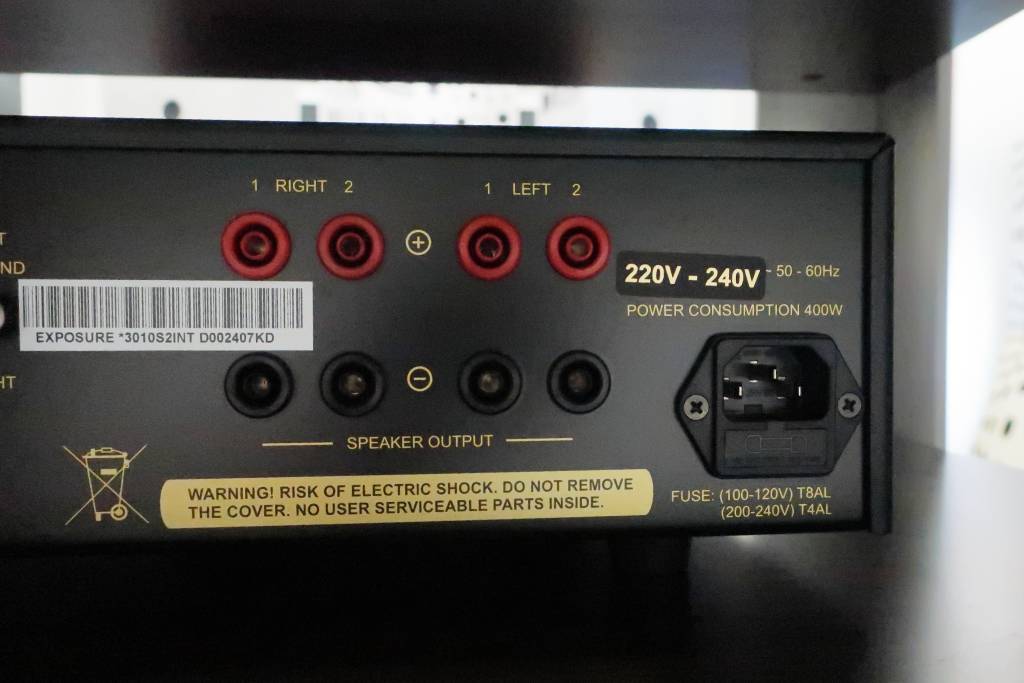 1 RIGHT 2
1 LEFT 2
T
ND
+
220V - 240V ~ 50 - 60Hz
POWER CONSUMPTION 400W
EXPOSURE *3010S2INT D002407KD
HT
−
SPEAKER OUTPUT
WARNING! RISK OF ELECTRIC SHOCK. DO NOT REMOVE
THE COVER. NO USER SERVICEABLE PARTS INSIDE.
FUSE: (100-120V) T8AL
(200-240V) T4AL